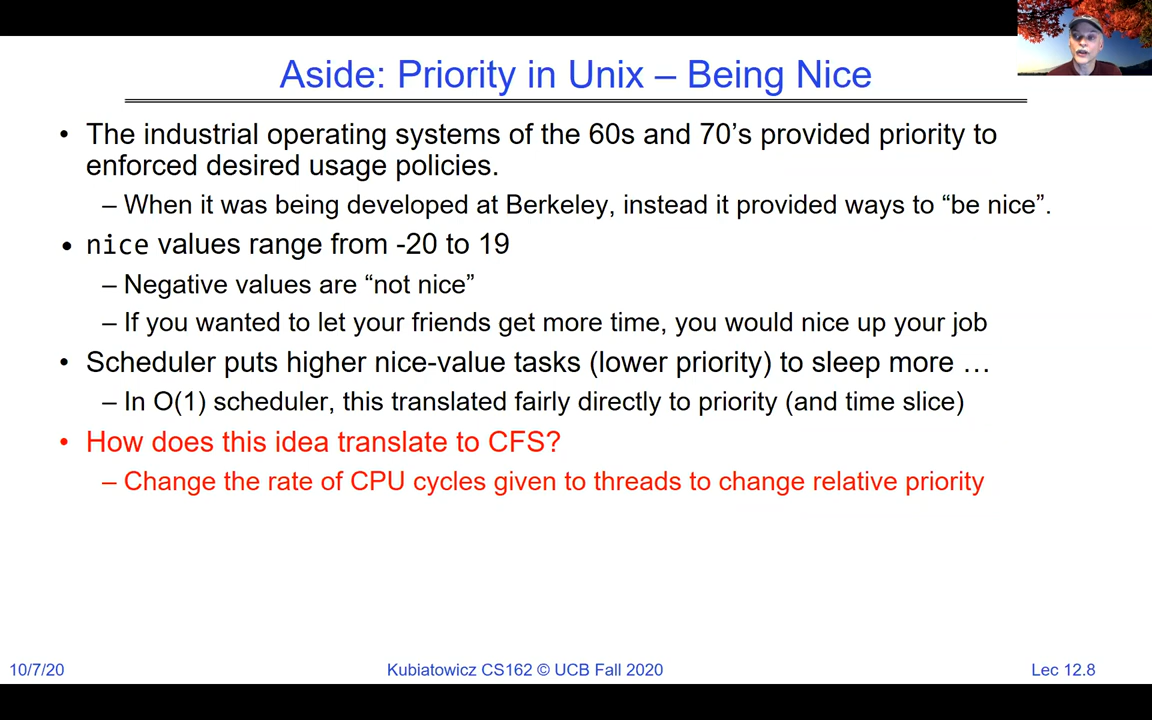 Aside: Priority in Unix – Being Nice
• The industrial operating systems of the 60s and 70’s provided priority to
enforced desired usage policies.
– When it was being developed at Berkeley, instead it provided ways to “be nice”.
• nice values range from -20 to 19
– Negative values are “not nice”
– If you wanted to let your friends get more time, you would nice up your job
• Scheduler puts higher nice-value tasks (lower priority) to sleep more …
– In O(1) scheduler, this translated fairly directly to priority (and time slice)
• How does this idea translate to CFS?
– Change the rate of CPU cycles given to threads to change relative priority
10/7/20
Kubiatowicz CS162 © UCB Fall 2020
Lec 12.8